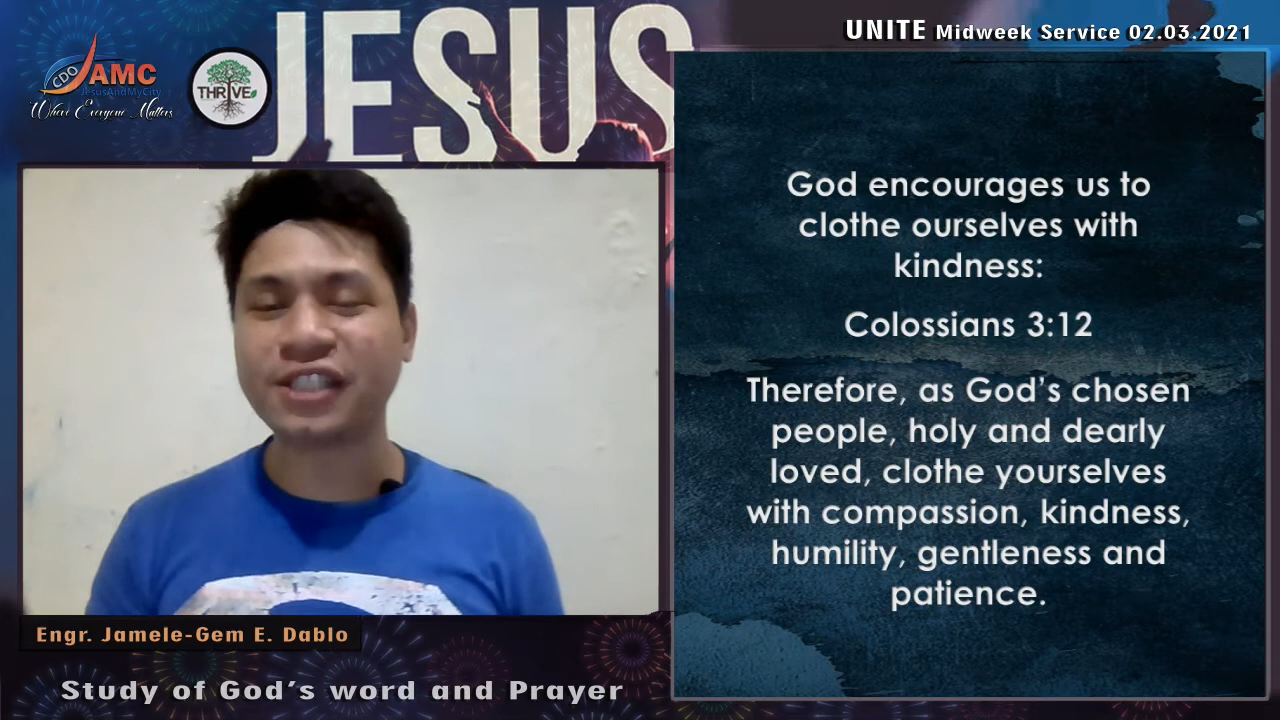 JESUS
UNITE Midweek Service 02.03.2021
CDO
JAMC
JesusAndMyCity
Where Everyone Matters
THRIVE
God encourages us to
clothe ourselves with
kindness:
Colossians 3:12
Therefore, as God's chosen
people, holy and dearly
loved, clothe yourselves
with compassion, kindness,
humility, gentleness and
patience.
Engr. Jamele-Gem E. Dablo
Study of God's word and Prayer